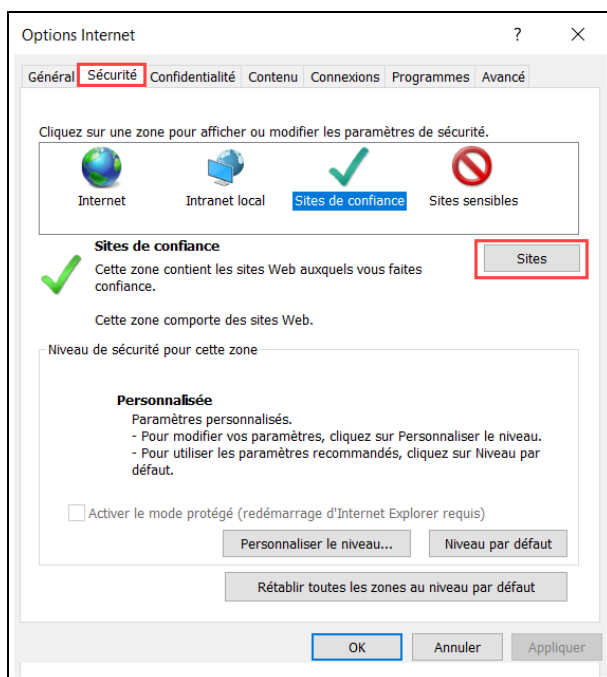 Options Internet
?
Général Sécurité Confidentialité Contenu Connexions Programmes Avancé
Cliquez sur une zone pour afficher ou modifier les paramètres de sécurité.
Internet Intranet local Sites de confiance Sites sensibles
Sites de confiance
Sites
Cette zone contient les sites Web auxquels vous faites
confiance.
Cette zone comporte des sites Web.
Niveau de sécurité pour cette zone
Personnalisée
Paramètres personnalisés.
- Pour modifier vos paramètres, cliquez sur Personnaliser le niveau.
- Pour utiliser les paramètres recommandés, cliquez sur Niveau par
défaut.
Activer le mode protégé (redémarrage d'Internet Explorer requis)
Personnaliser le niveau... Niveau par défaut
Rétablir toutes les zones au niveau par défaut
OK Annuler Appliquer